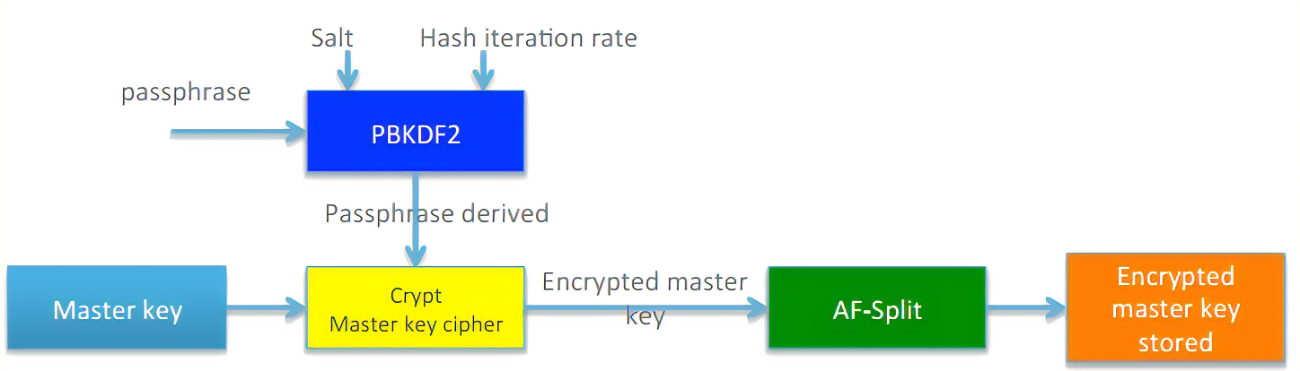 Salt
Hash iteration rate
passphrase
PBKDF2
Passphrase derived
Master key
Crypt
Master key cipher
Encrypted master
key
AF-Split
Encrypted
master key
stored